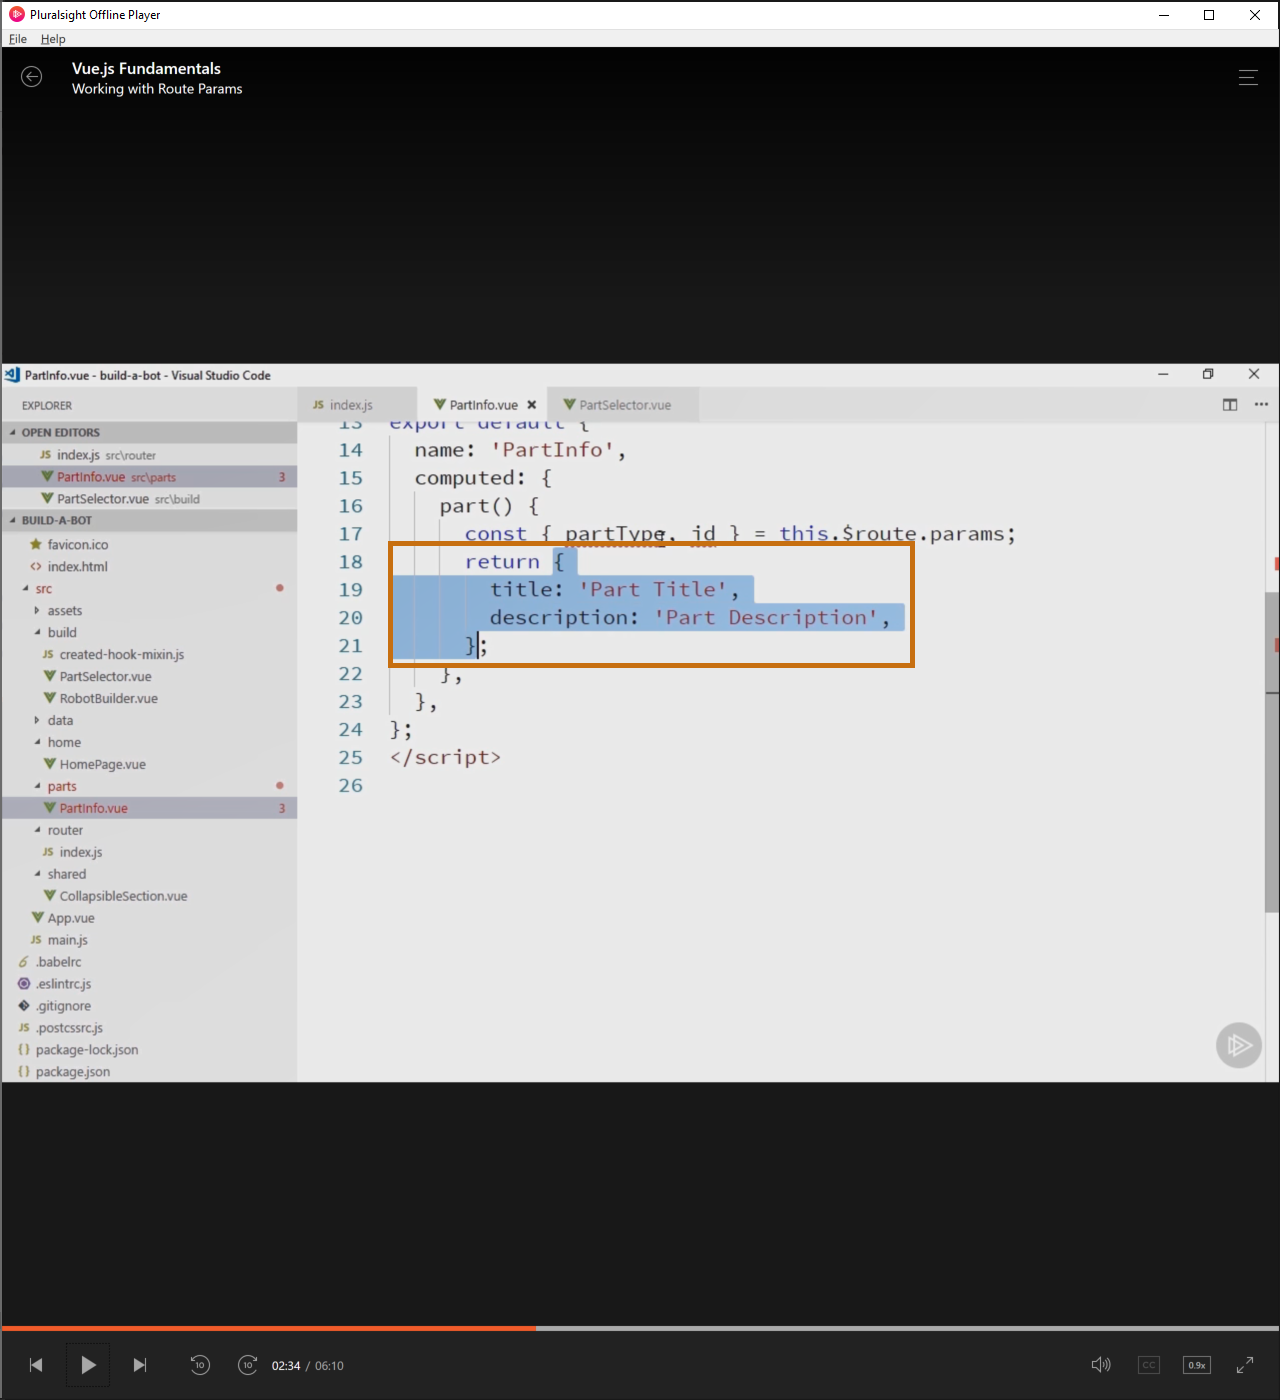 Pluralsight Offline Player
File Help
Vue.js Fundamentals
Working with Route Params
PartInfo.vue - build-a-bot - Visual Studio Code
EXPLORER
JS index.js
PartInfo.vue
PartSelector.vue
OPEN EDITORS
JS index.js src\router
PartInfo.vue src\parts 3
PartSelector.vue src\build
BUILD-A-BOT
favicon.ico
<> index.html
src
assets
build
JS created-hook-mixin.js
PartSelector.vue
RobotBuilder.vue
data
home
HomePage.vue
parts
PartInfo.vue 3
router
JS index.js
shared
CollapsibleSection.vue
App.vue
JS main.js
.babelrc
.eslintrc.js
.gitignore
JS .postcssrc.js
{} package-lock.json
{} package.json
13 export default {
14 name: 'PartInfo',
15 computed: {
16 part() {
17 const { partType, id } = this.$route.params;
18 return {
19 title: 'Part Title',
20 description: 'Part Description',
21 };
22 },
23 },
24 };
25 </script>
26
10
10
02:34 / 06:10
CC
0.9x